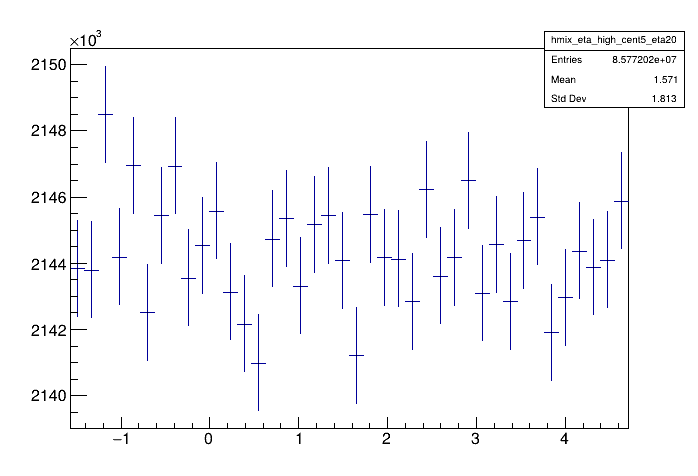 ×10³
hmix_eta_high_cent5_eta20
Entries 8.577202e+07
Mean 1.571
Std Dev 1.813
2150
2148
2146
2144
2142
2140
−1 0 1 2 3 4